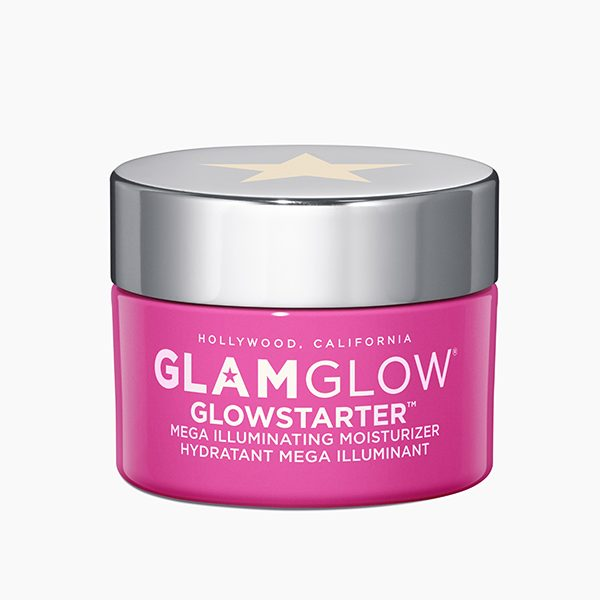 HOLLYWOOD, CALIFORNIA
GLAMGLOW®
GLOWSTARTER™
MEGA ILLUMINATING MOISTURIZER
HYDRATANT MEGA ILLUMINANT